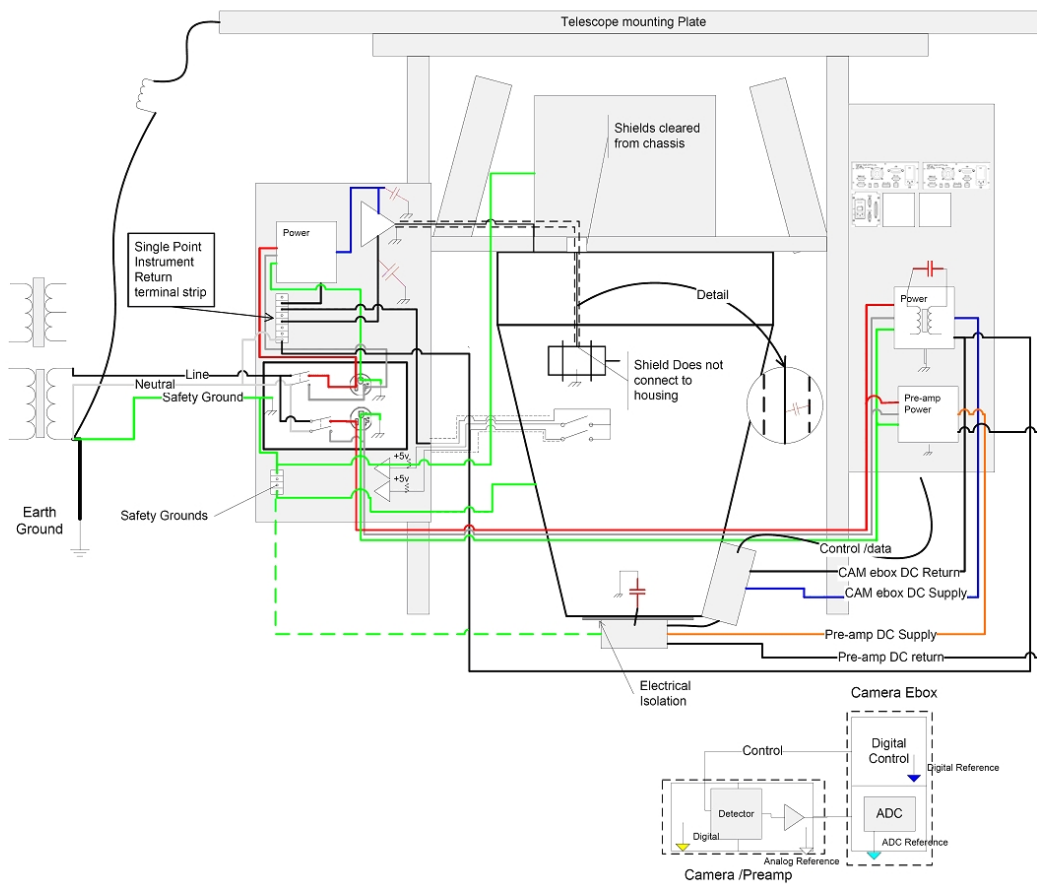 Telescope mounting Plate
Shields cleared
from chassis
Power
Single Point
Instrument
Return
terminal strip
Power
Detail
Shield Does not
connect to
housing
Line
Neutral
Safety Ground
Pre-amp
Power
+5v
+5v
Earth
Ground
Safety Grounds
Control /data
CAM ebox DC Return
CAM ebox DC Supply
Pre-amp DC Supply
Pre-amp DC return
Electrical
Isolation
Camera Ebox
Control
Digital
Control
Digital Reference
Detector
ADC
Digital
ADC Reference
Analog Reference
Camera /Preamp